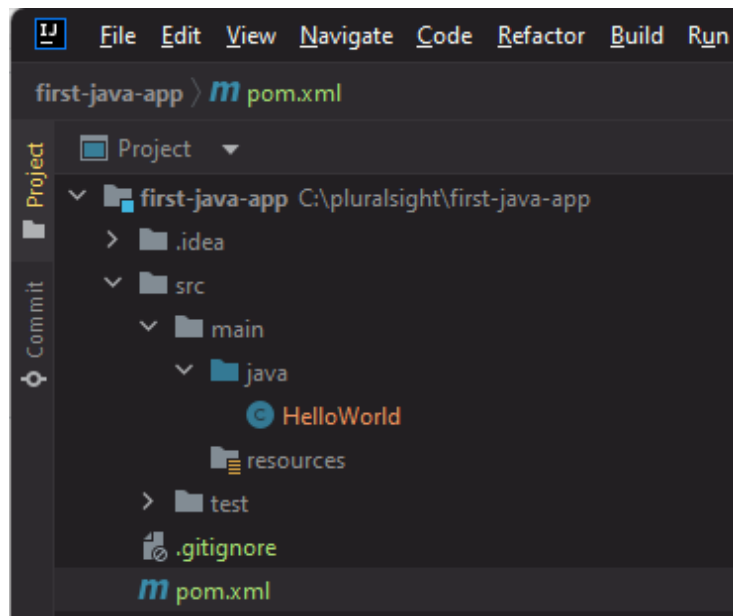 IJ File Edit View Navigate Code Refactor Build Run
first-java-app 〉 m pom.xml
Project
Commit
Project
first-java-app C:\pluralsight\first-java-app
.idea
src
main
java
C HelloWorld
resources
test
.gitignore
m pom.xml